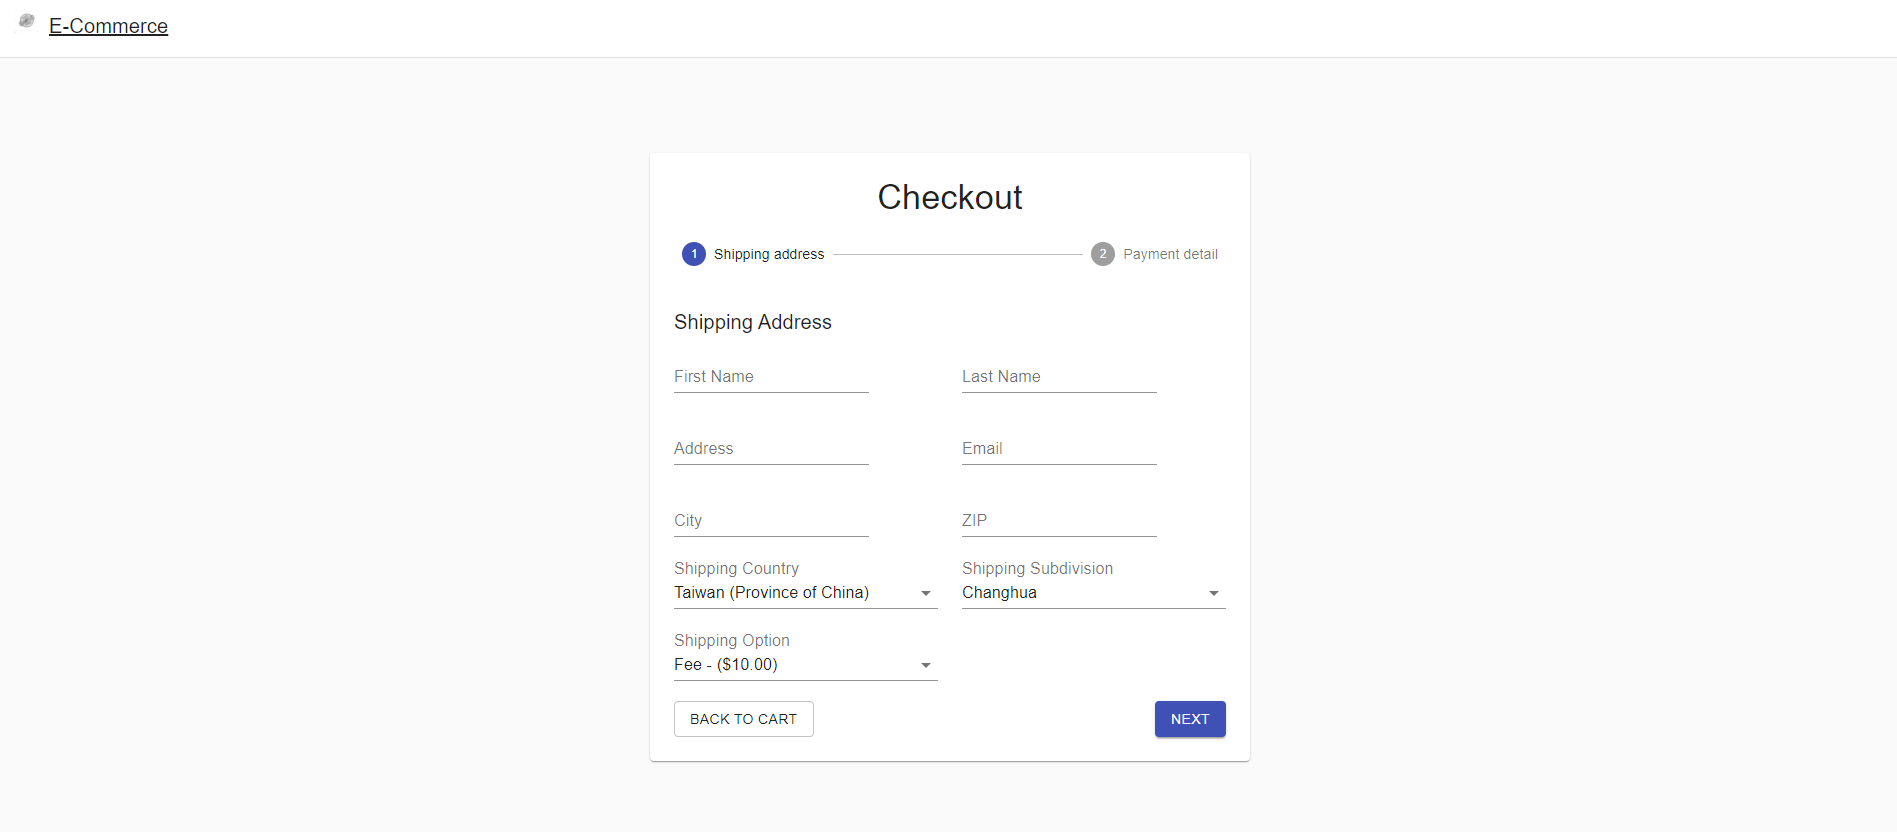 E-Commerce
Checkout
1 Shipping address 2 Payment detail
Shipping Address
First Name Last Name
Address Email
City ZIP
Shipping Country Shipping Subdivision
Taiwan (Province of China) Changhua
Shipping Option
Fee - ($10.00)
BACK TO CART NEXT